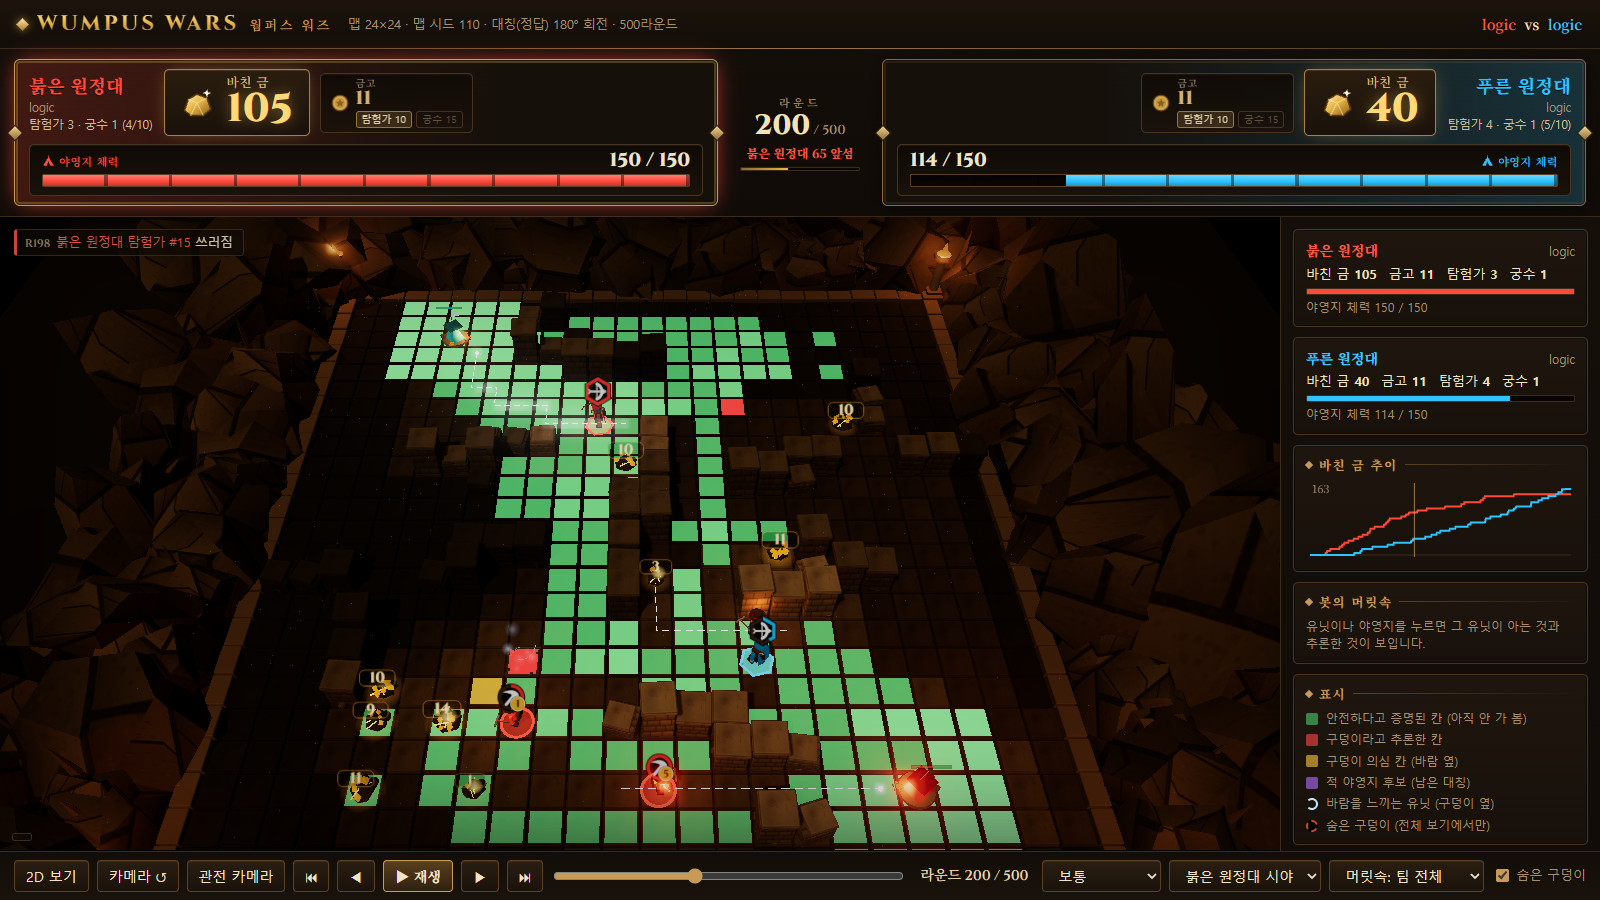 WUMPUS WARS 웜퍼스 워즈 맵 24×24 · 맵 시드 110 · 대칭(정답) 180° 회전 · 500라운드
logic vs logic
붉은 원정대
logic
탐험가 3 · 궁수 1 (4/10)
바친 금
105
금고
11
탐험가 10 궁수 15
야영지 체력 150 / 150
라운드
200 / 500
붉은 원정대 65 앞섬
금고
11
탐험가 10 궁수 15
바친 금
40
푸른 원정대
logic
탐험가 4 · 궁수 1 (5/10)
114 / 150 야영지 체력
R198 붉은 원정대 탐험가 #15 쓰러짐
10
10
11
3
10
9
14
1
11
5
붉은 원정대 logic
바친 금 105 금고 11 탐험가 3 궁수 1
야영지 체력 150 / 150
푸른 원정대 logic
바친 금 40 금고 11 탐험가 4 궁수 1
야영지 체력 114 / 150
바친 금 추이
163
봇의 머릿속
유닛이나 야영지를 누르면 그 유닛이 아는 것과
추론한 것이 보입니다.
표시
안전하다고 증명된 칸 (아직 안 가 봄)
구덩이라고 추론한 칸
구덩이 의심 칸 (바람 옆)
적 야영지 후보 (남은 대칭)
바람을 느끼는 유닛 (구덩이 옆)
숨은 구덩이 (전체 보기에서만)
2D 보기 카메라 ↺ 관전 카메라 ⏮ ◀ ▶ 재생 ▶ ⏭ 라운드 200 / 500 보통 붉은 원정대 시야 머릿속: 팀 전체 숨은 구덩이